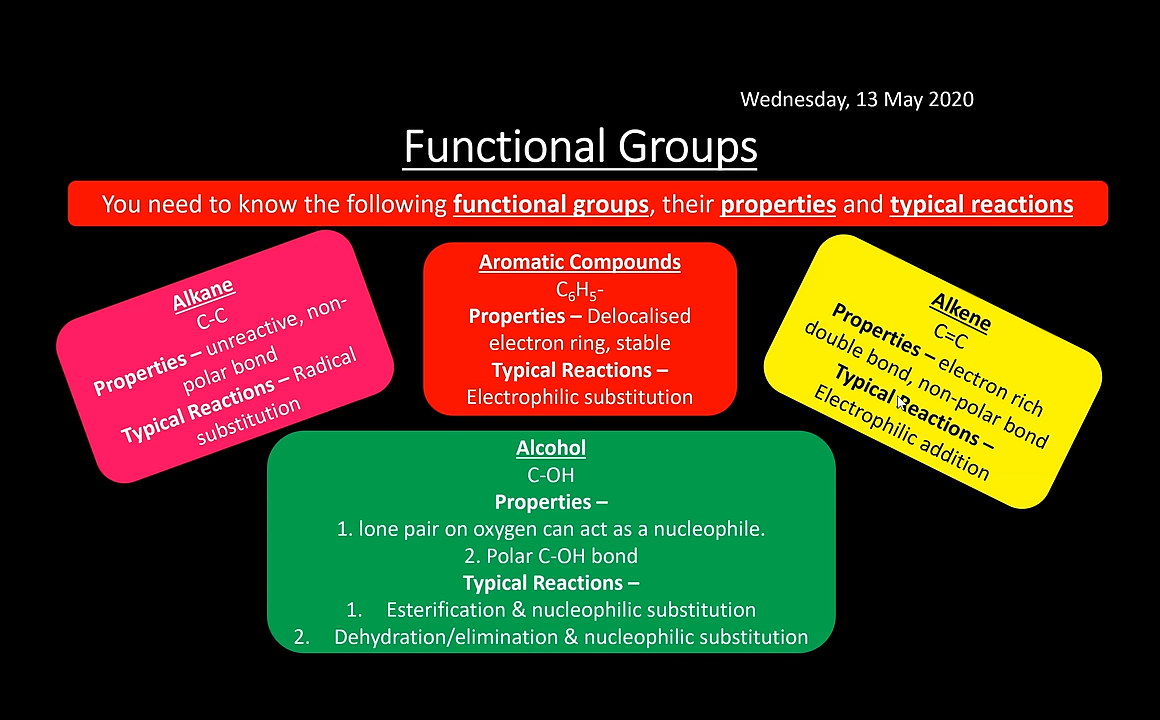 Wednesday, 13 May 2020
Functional Groups
You need to know the following functional groups, their properties and typical reactions
Alkane
C-C
Properties – unreactive, non-
polar bond
Typical Reactions – Radical
substitution
Aromatic Compounds
C₆H₅-
Properties – Delocalised
electron ring, stable
Typical Reactions –
Electrophilic substitution
Alkene
C=C
Properties – electron rich
double bond, non-polar bond
Typical Reactions –
Electrophilic addition
Alcohol
C-OH
Properties –
1. lone pair on oxygen can act as a nucleophile.
2. Polar C-OH bond
Typical Reactions –
1. Esterification & nucleophilic substitution
2. Dehydration/elimination & nucleophilic substitution